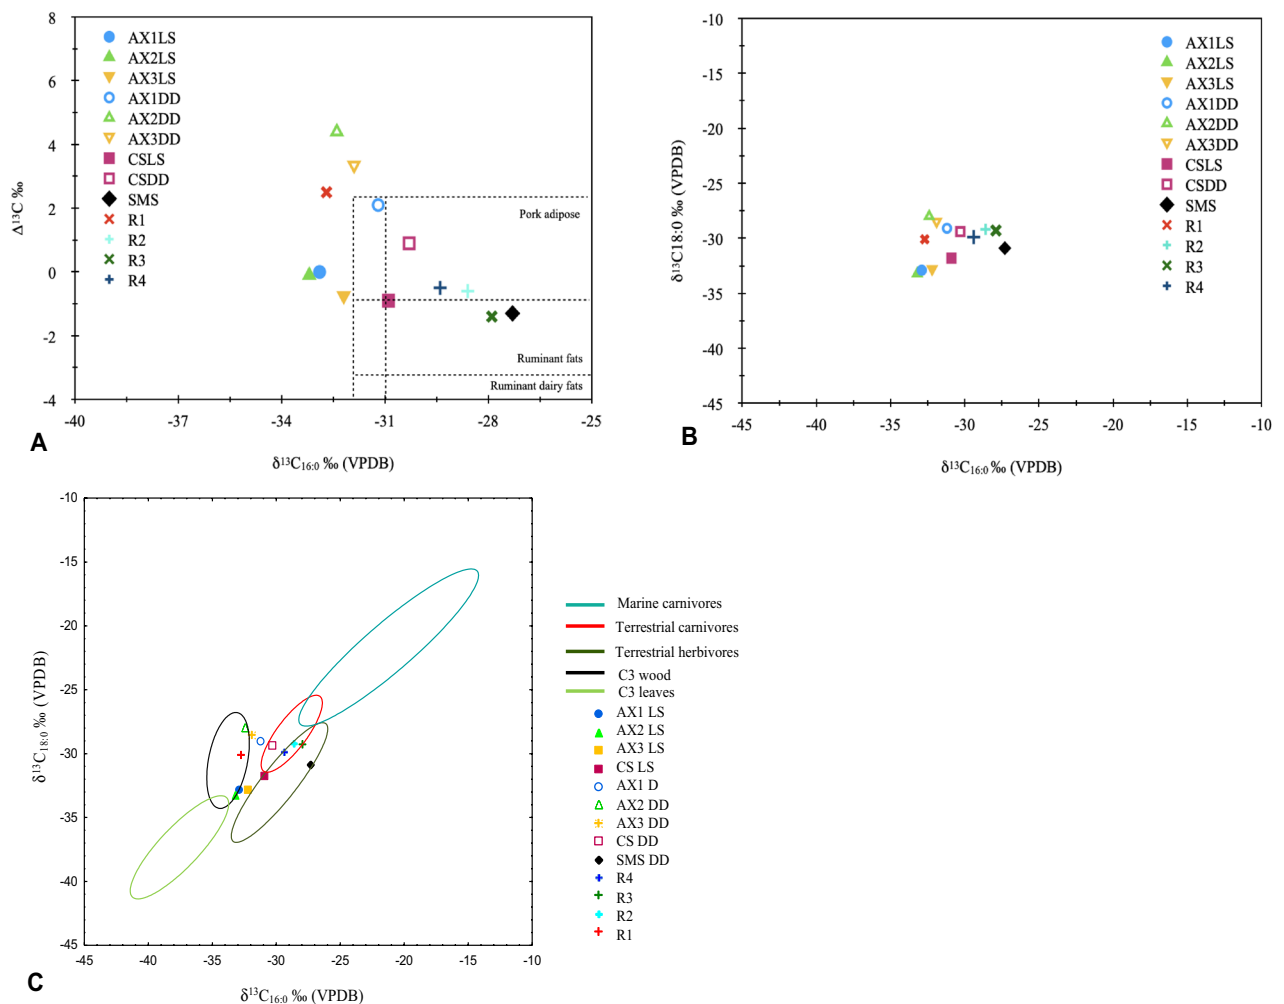 8
6
4
2
0
-2
-4
-40
-37
-34
-31
-28
-25
Δ¹³C ‰
δ¹³C₁₆:₀ ‰ (VPDB)
AX1LS
AX2LS
AX3LS
AX1DD
AX2DD
AX3DD
CSLS
CSDD
SMS
R1
R2
R3
R4
Pork adipose
Ruminant fats
Ruminant dairy fats
A
-10
-15
-20
-25
-30
-35
-40
-45
-45
-40
-35
-30
-25
-20
-15
-10
δ¹³C18:0 ‰ (VPDB)
δ¹³C₁₆:₀ ‰ (VPDB)
AX1LS
AX2LS
AX3LS
AX1DD
AX2DD
AX3DD
CSLS
CSDD
SMS
R1
R2
R3
R4
B
-10
-15
-20
-25
-30
-35
-40
-45
-45
-40
-35
-30
-25
-20
-15
-10
δ¹³C₁₈:₀ ‰ (VPDB)
δ¹³C₁₆:₀ ‰ (VPDB)
Marine carnivores
Terrestrial carnivores
Terrestrial herbivores
C3 wood
C3 leaves
AX1 LS
AX2 LS
AX3 LS
CS LS
AX1 D
AX2 DD
AX3 DD
CS DD
SMS DD
R4
R3
R2
R1
C